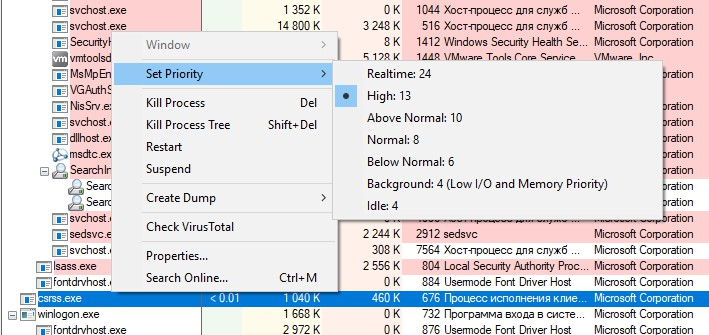 svchost.exe 1 352 K 0 K 1044 Хост-процесс для служб ... Microsoft Corporation
svchost.exe 14 800 K 3 248 K 516 Хост-процесс для служб ... Microsoft Corporation
SecurityH 8 K 1412 Windows Security Health Se... Microsoft Corporation
vmtoolsd 5 128 K 1448 VMware Tools Core Service VMware, Inc.
MsMpEn
VGAuthS
NisSrv.ex
svchost.e
dllhost.e
msdtc.ex
SearchIn
Searc
Searc
svchost.e
sedsvc.e 2 244 K 2912 sedsvc Microsoft Corporation
svchost.e 308 K 7564 Хост-процесс для служб ... Microsoft Corporation
lsass.exe 2 556 K 804 Local Security Authority Proc... Microsoft Corporation
fontdrvhost 0 K 884 Usermode Font Driver Host Microsoft Corporation
csrss.exe < 0.01 1 040 K 460 K 676 Процесс исполнения клие... Microsoft Corporation
winlogon.exe 1 668 K 0 K 732 Программа входа в систе... Microsoft Corporation
fontdrvhost.exe 2 972 K 0 K 876 Usermode Font Driver Host Microsoft Corporation
Window
Set Priority
Kill Process Del
Kill Process Tree Shift+Del
Restart
Suspend
Create Dump
Check VirusTotal
Properties...
Search Online... Ctrl+M
Realtime: 24
High: 13
Above Normal: 10
Normal: 8
Below Normal: 6
Background: 4 (Low I/O and Memory Priority)
Idle: 4